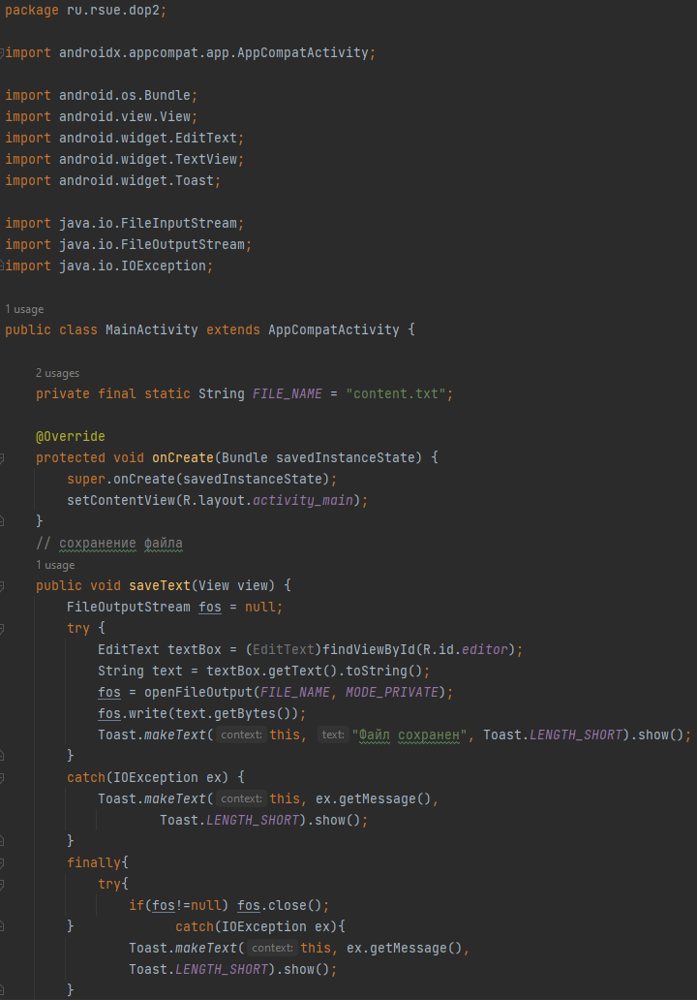 package ru.rsue.dop2;
import androidx.appcompat.app.AppCompatActivity;
import android.os.Bundle;
import android.view.View;
import android.widget.EditText;
import android.widget.TextView;
import android.widget.Toast;
import java.io.FileInputStream;
import java.io.FileOutputStream;
import java.io.IOException;
1 usage
public class MainActivity extends AppCompatActivity {
2 usages
private final static String FILE_NAME = "content.txt";
@Override
protected void onCreate(Bundle savedInstanceState) {
super.onCreate(savedInstanceState);
setContentView(R.layout.activity_main);
}
// сохранение файла
1 usage
public void saveText(View view) {
FileOutputStream fos = null;
try {
EditText textBox = (EditText)findViewById(R.id.editor);
String text = textBox.getText().toString();
fos = openFileOutput(FILE_NAME, MODE_PRIVATE);
fos.write(text.getBytes());
Toast.makeText( context: this, text: "Файл сохранен", Toast.LENGTH_SHORT).show();
}
catch(IOException ex) {
Toast.makeText( context: this, ex.getMessage(),
Toast.LENGTH_SHORT).show();
}
finally{
try{
if(fos!=null) fos.close();
} catch(IOException ex){
Toast.makeText( context: this, ex.getMessage(),
Toast.LENGTH_SHORT).show();
}